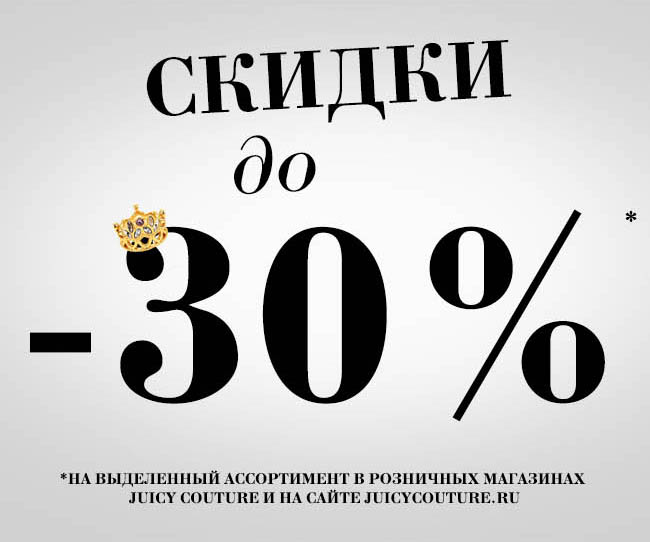 СКИДКИ
до
-30%*
*НА ВЫДЕЛЕННЫЙ АССОРТИМЕНТ В РОЗНИЧНЫХ МАГАЗИНАХ
JUICY COUTURE И НА САЙТЕ JUICYCOUTURE.RU